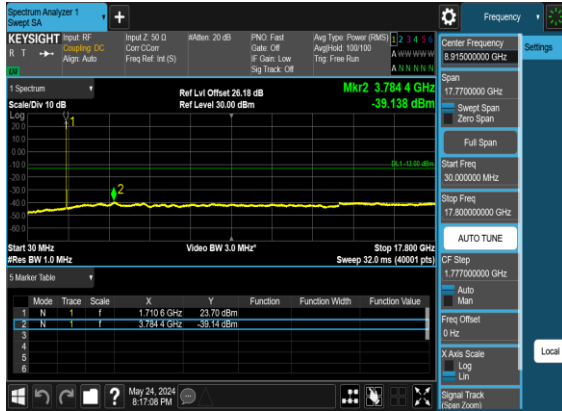 Spectrum Analyzer 1
Swept SA
+
Frequency
KEYSIGHT
R T
LU
Input: RF
Coupling: DC
Align: Auto
Input Z: 50 Ω
Corr CCorr
Freq Ref: Int (S)
#Atten: 20 dB
PNO: Fast
Gate: Off
IF Gain: Low
Sig Track: Off
Avg Type: Power (RMS)
Avg|Hold: 100/100
Trig: Free Run
1 2 3 4 5 6
A W W W W W
A N N N N N
1 Spectrum
Scale/Div 10 dB
Log
Ref Lvl Offset 26.18 dB
Ref Level 30.00 dBm
Mkr2 3.784 4 GHz
-39.138 dBm
20.0
10.0
0.00
-10.0
-20.0
-30.0
-40.0
-50.0
-60.0
1
2
DL1 -13.00 dBm
Start 30 MHz
#Res BW 1.0 MHz
Video BW 3.0 MHz*
Stop 17.800 GHz
Sweep 32.0 ms (40001 pts)
5 Marker Table
Mode Trace Scale X Y Function Function Width Function Value
1 N 1 f 1.710 6 GHz 23.70 dBm
2 N 1 f 3.784 4 GHz -39.14 dBm
3
4
5
6
May 24, 2024
8:17:08 PM
Center Frequency
8.915000000 GHz
Span
17.7700000 GHz
Swept Span
Zero Span
Full Span
Start Freq
30.000000 MHz
Stop Freq
17.800000000 GHz
AUTO TUNE
CF Step
1.777000000 GHz
Auto
Man
Freq Offset
0 Hz
X Axis Scale
Log
Lin
Signal Track
(Span Zoom)
Settings
Local